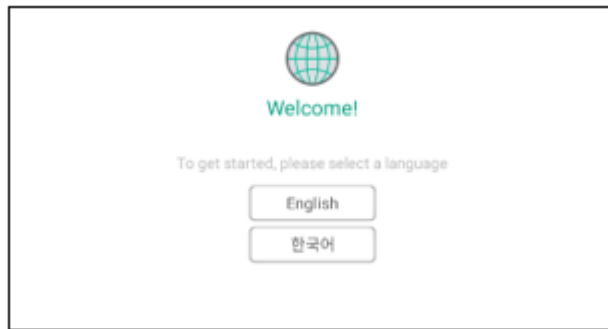 Welcome!
To get started, please select a language
English
한국어